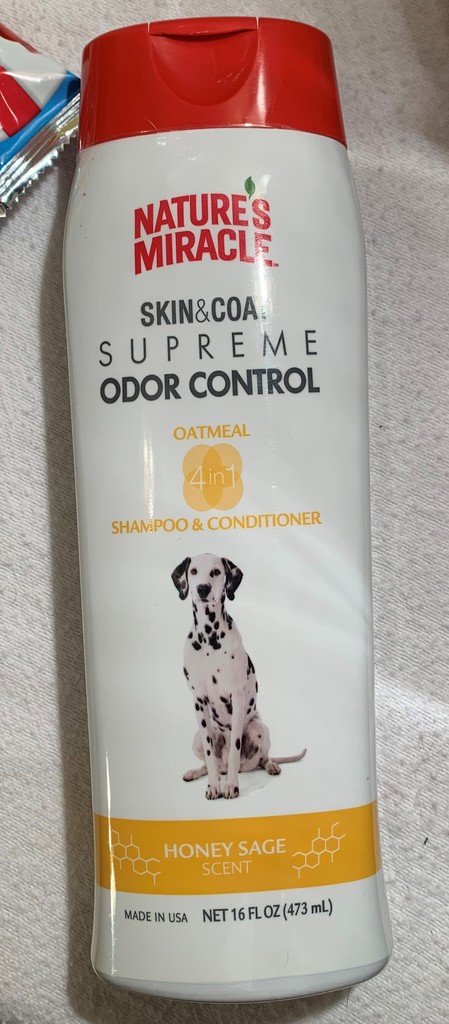 NATURE'S
MIRACLE™
SKIN&COA
SUPREME
ODOR CONTROL
OATMEAL
4in1
SHAMPOO & CONDITIONER
HONEY SAGE
SCENT
MADE IN USA NET 16 FL OZ (473 mL)